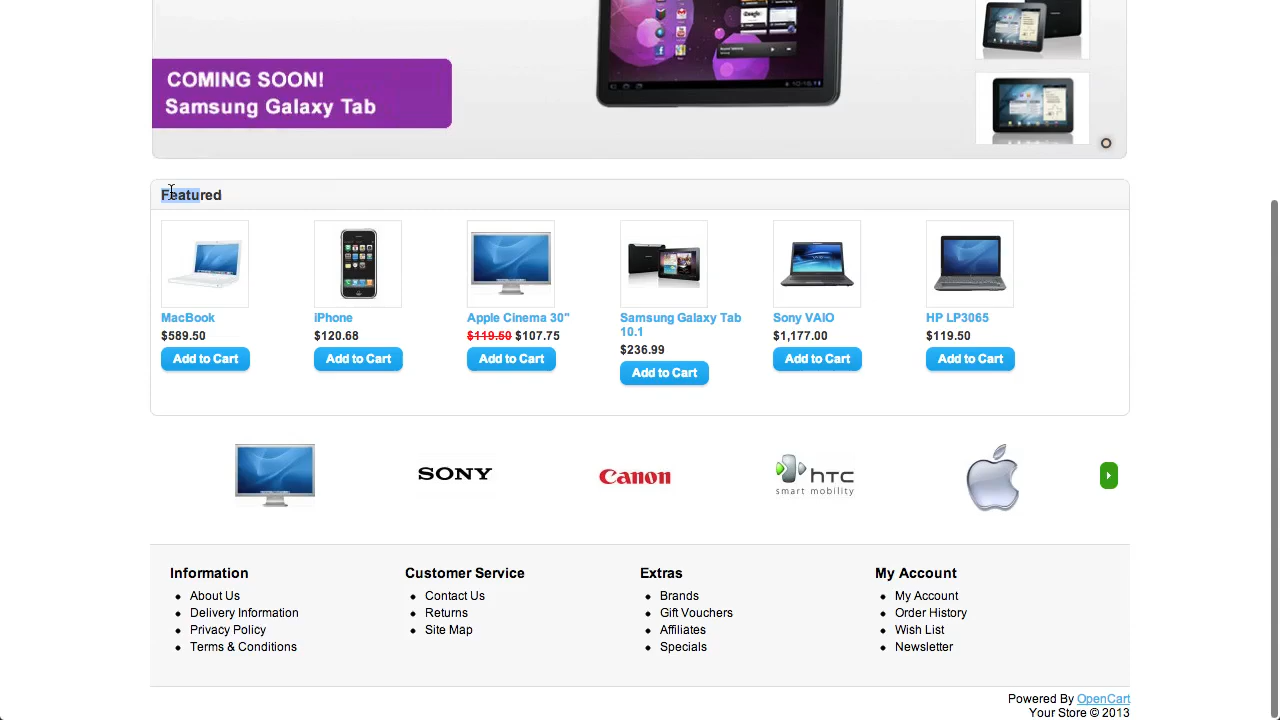 COMING SOON!
Samsung Galaxy Tab
Featured
MacBook
$589.50
Add to Cart
iPhone
$120.68
Add to Cart
Apple Cinema 30"
$119.50 $107.75
Add to Cart
Samsung Galaxy Tab
10.1
$236.99
Add to Cart
Sony VAIO
$1,177.00
Add to Cart
HP LP3065
$119.50
Add to Cart
SONY
Canon
hTC
smart mobility
Information
About Us
Delivery Information
Privacy Policy
Terms & Conditions
Customer Service
Contact Us
Returns
Site Map
Extras
Brands
Gift Vouchers
Affiliates
Specials
My Account
My Account
Order History
Wish List
Newsletter
Powered By OpenCart
Your Store © 2013